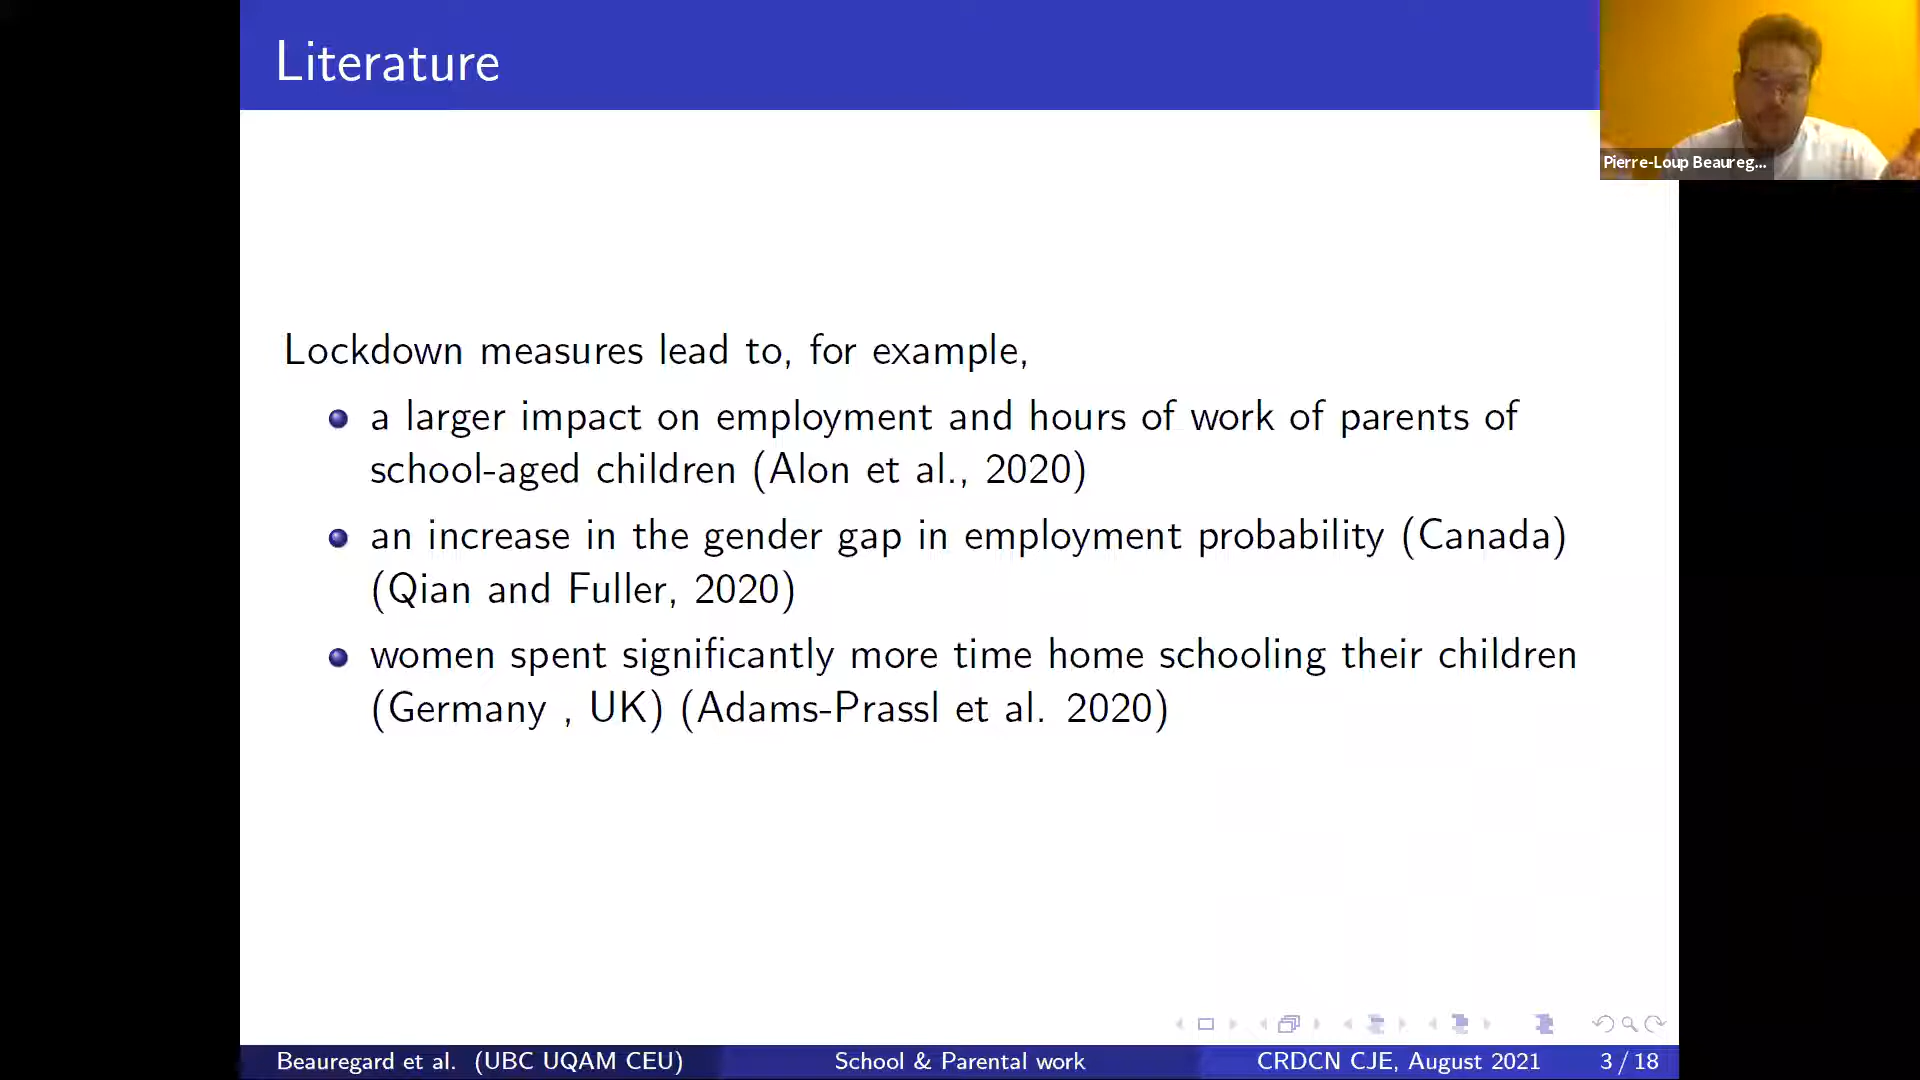 Literature
Pierre-Loup Beaureg...
Lockdown measures lead to, for example,
a larger impact on employment and hours of work of parents of
school-aged children (Alon et al., 2020)
an increase in the gender gap in employment probability (Canada)
(Qian and Fuller, 2020)
women spent significantly more time home schooling their children
(Germany , UK) (Adams-Prassl et al. 2020)
Beauregard et al. (UBC UQAM CEU) School & Parental work CRDCN CJE, August 2021 3 / 18